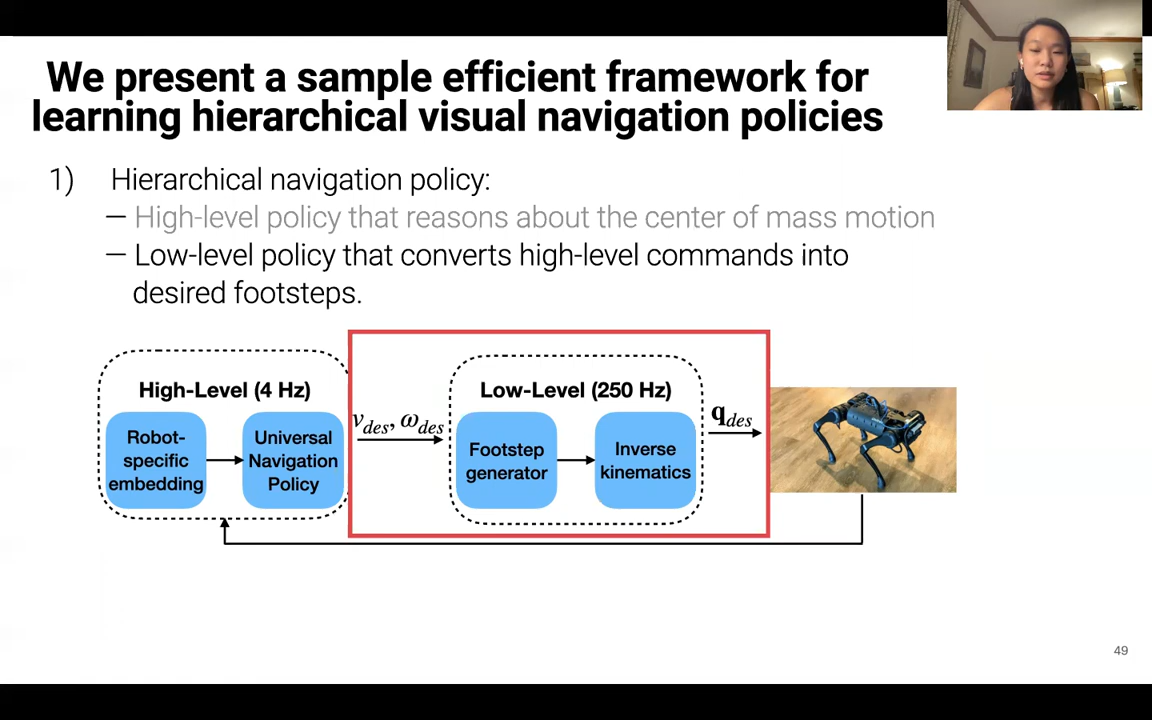 We present a sample efficient framework for
learning hierarchical visual navigation policies
1) Hierarchical navigation policy:
— High-level policy that reasons about the center of mass motion
— Low-level policy that converts high-level commands into
desired footsteps.
High-Level (4 Hz)
Robot-
specific
embedding
Universal
Navigation
Policy
v_des, ω_des
Low-Level (250 Hz)
Footstep
generator
Inverse
kinematics
q_des
49